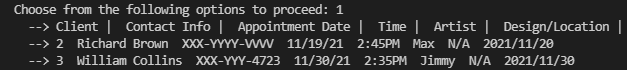 Choose from the following options to proceed: 1
--> Client | Contact Info | Appointment Date | Time | Artist | Design/Location |
--> 2 Richard Brown XXX-YYYY-VVVV 11/19/21 2:45PM Max N/A 2021/11/20
--> 3 William Collins XXX-YYY-4723 11/30/21 2:35PM Jimmy N/A 2021/11/30